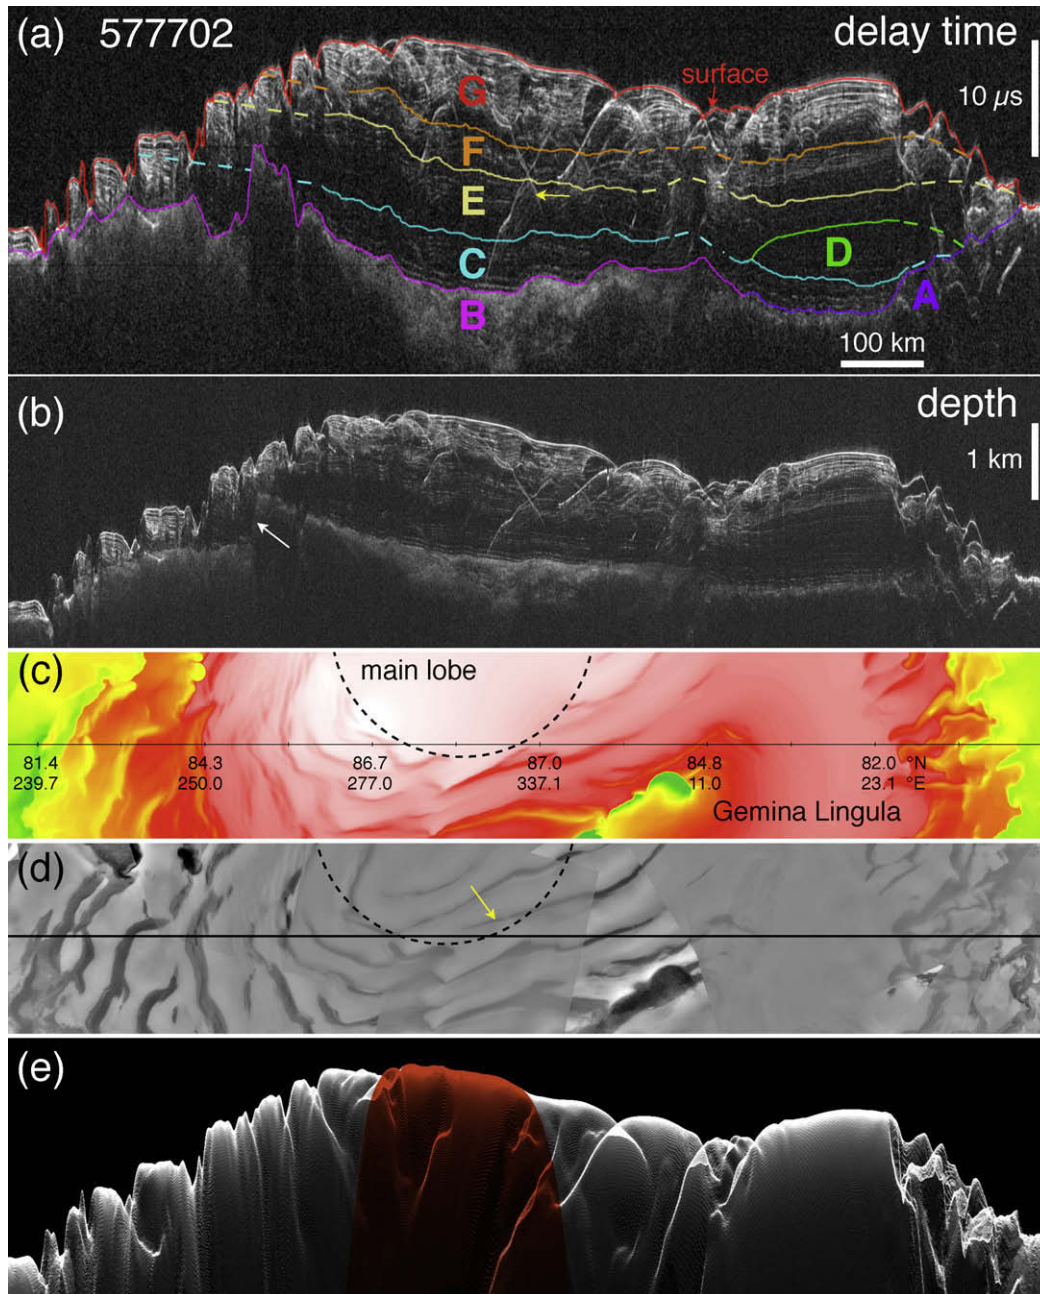 (a) 577702 delay time
surface
10 μs
G
F
E
D
C
A
B
100 km
(b) depth
1 km
(c) main lobe
81.4 84.3 86.7 87.0 84.8 82.0 °N
239.7 250.0 277.0 337.1 11.0 23.1 °E
Gemina Lingula
(d)
(e)